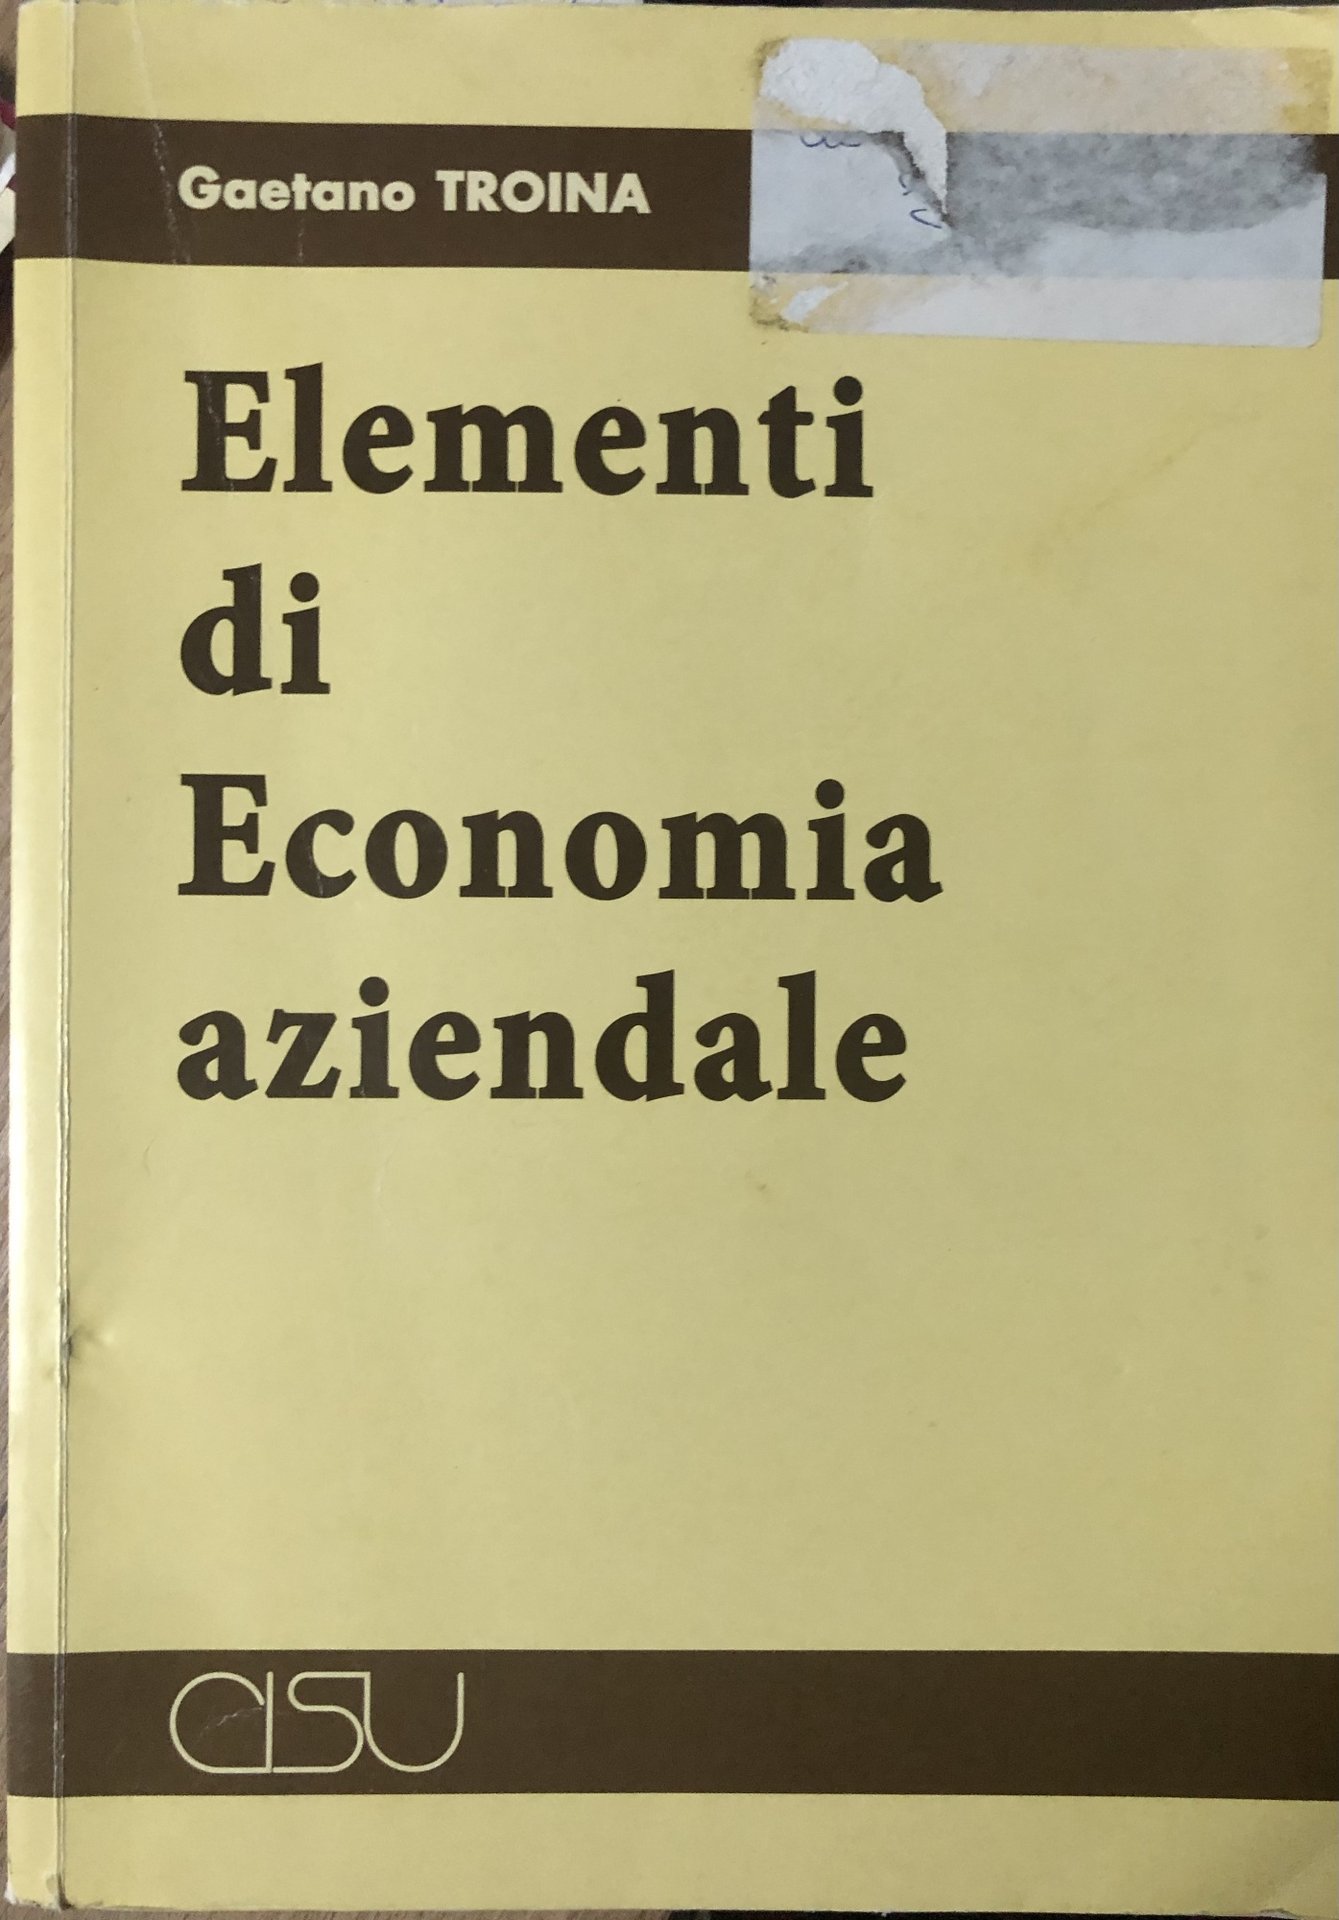 Gaetano TROINA
Elementi
di
Economia
aziendale
CISU